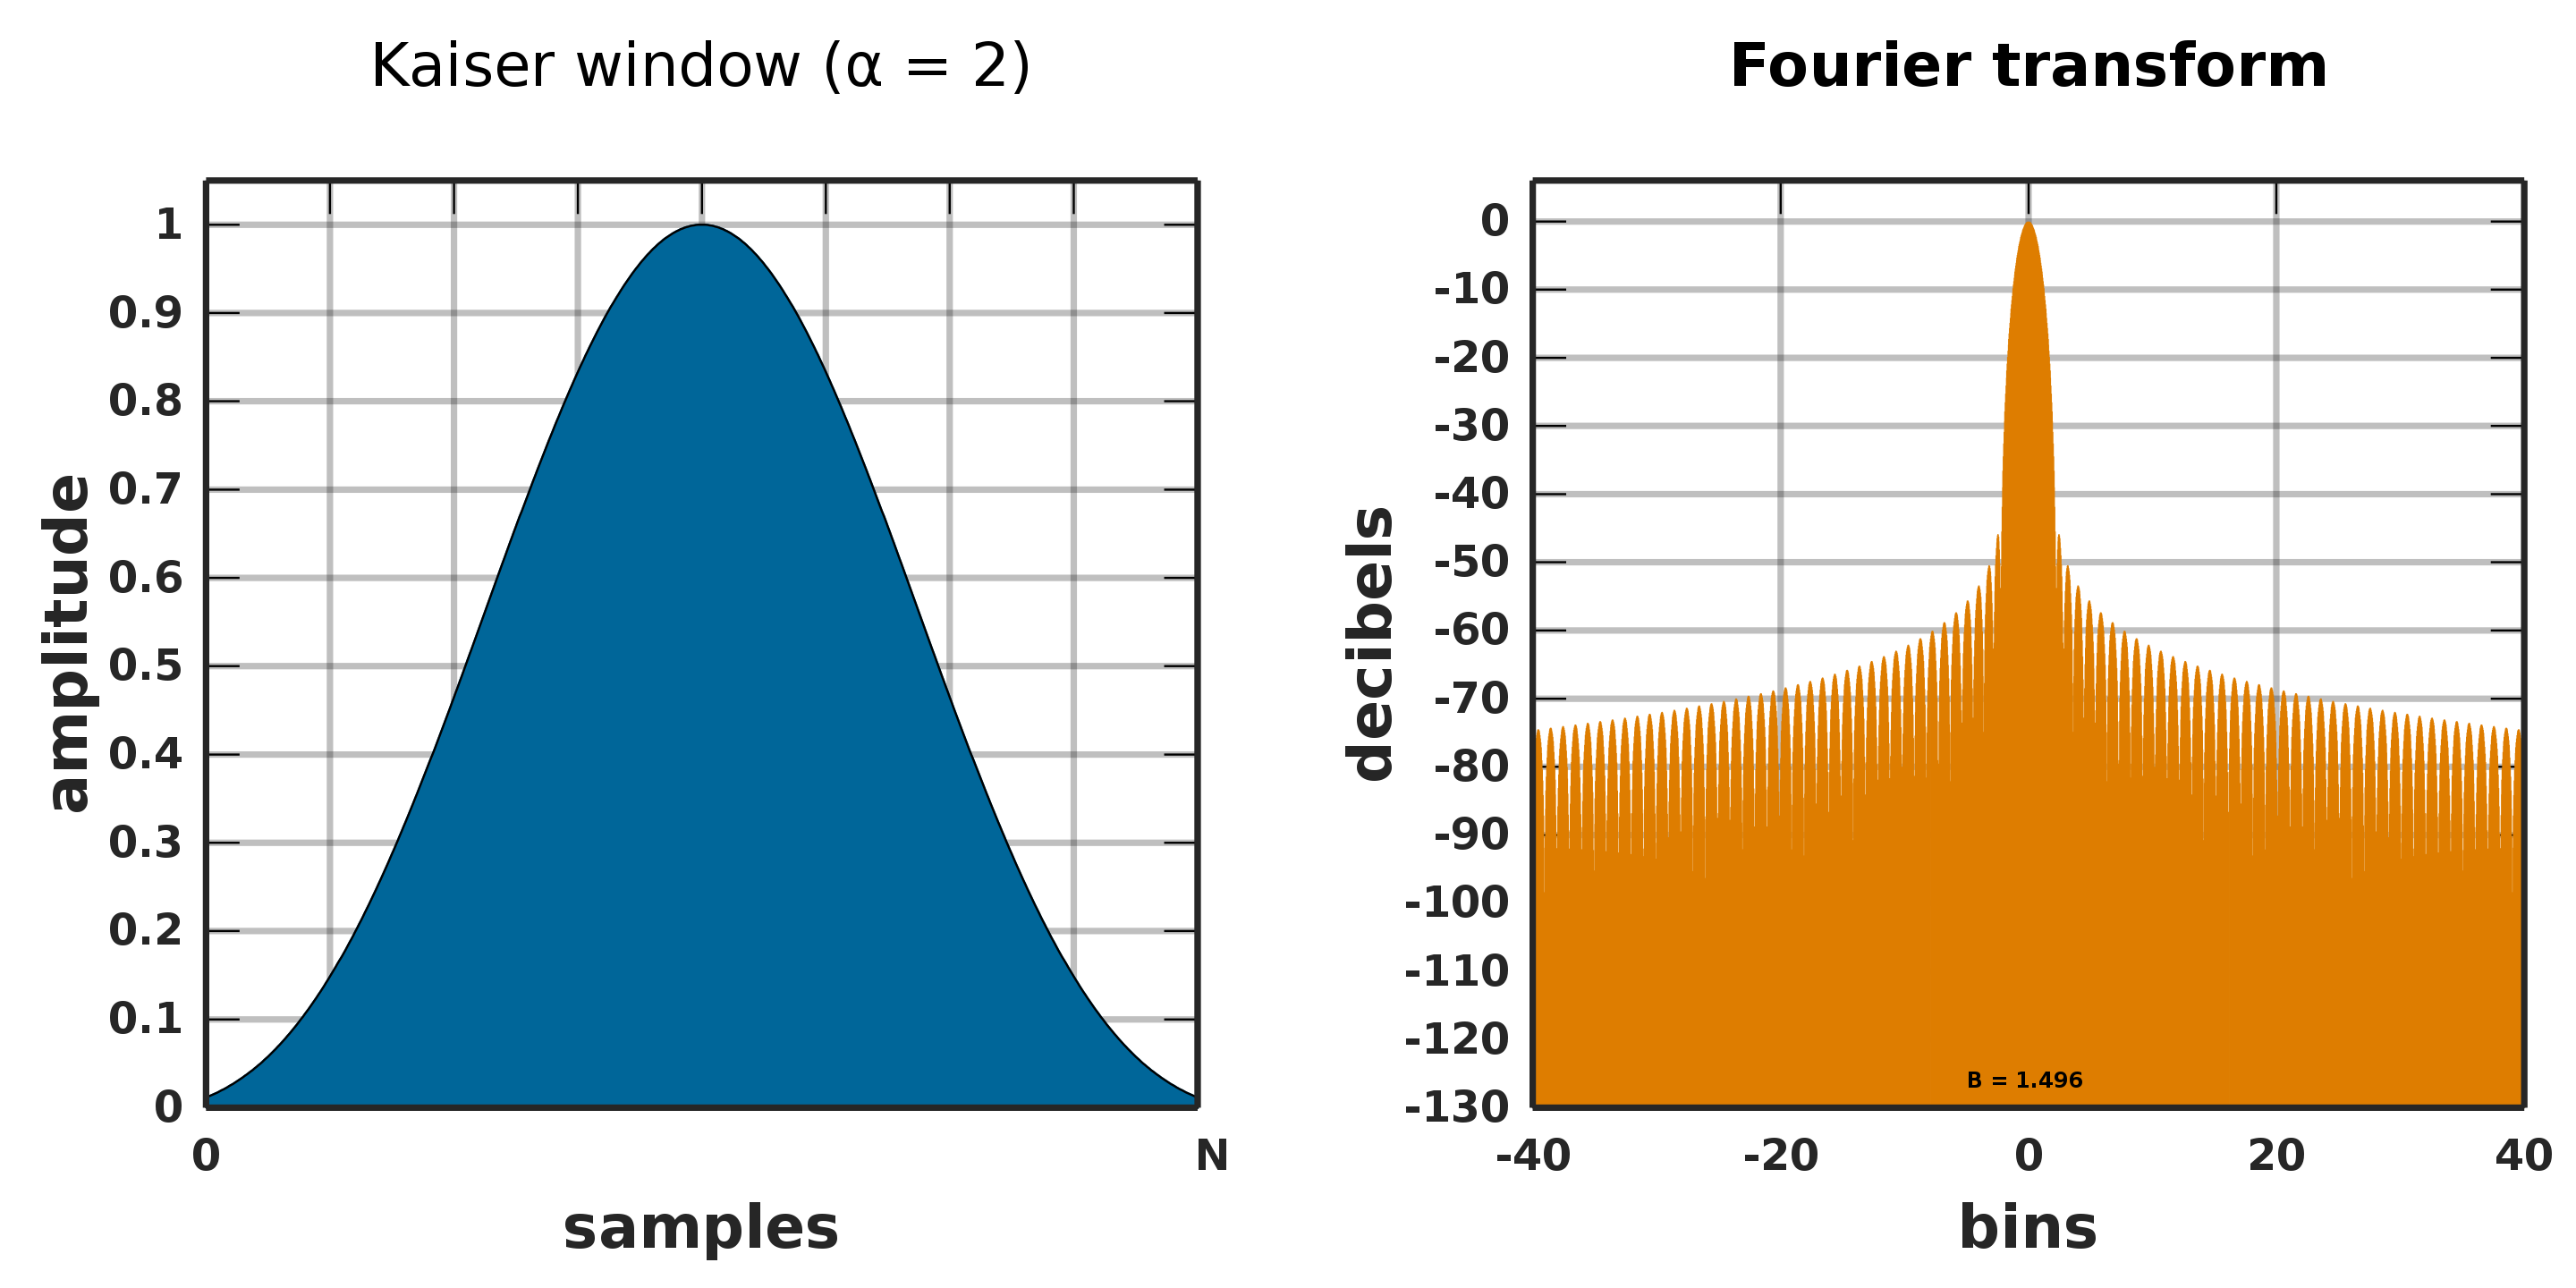 Kaiser window (α = 2)
amplitude
1
0.9
0.8
0.7
0.6
0.5
0.4
0.3
0.2
0.1
0
0 N
samples
Fourier transform
decibels
0
-10
-20
-30
-40
-50
-60
-70
-80
-90
-100
-110
-120
-130
B = 1.496
-40 -20 0 20 40
bins